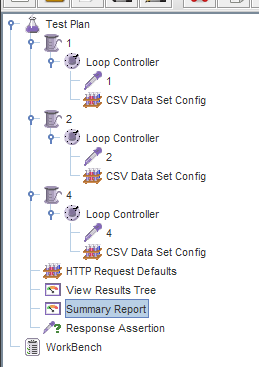 Test Plan
1
Loop Controller
1
CSV Data Set Config
2
Loop Controller
2
CSV Data Set Config
4
Loop Controller
4
CSV Data Set Config
HTTP Request Defaults
View Results Tree
Summary Report
Response Assertion
WorkBench